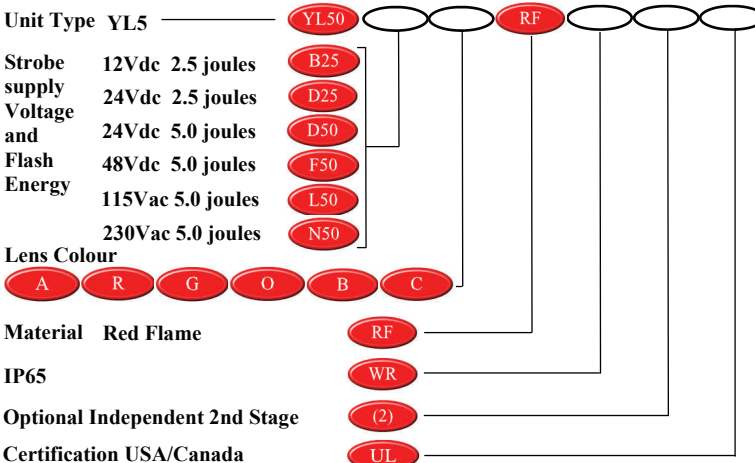 Unit Type YL5 YL50 RF
Strobe supply Voltage and Flash Energy
12Vdc 2.5 joules B25
24Vdc 2.5 joules D25
24Vdc 5.0 joules D50
48Vdc 5.0 joules F50
115Vac 5.0 joules L50
230Vac 5.0 joules N50
Lens Colour
A R G O B C
Material Red Flame RF
IP65 WR
Optional Independent 2nd Stage (2)
Certification USA/Canada UL